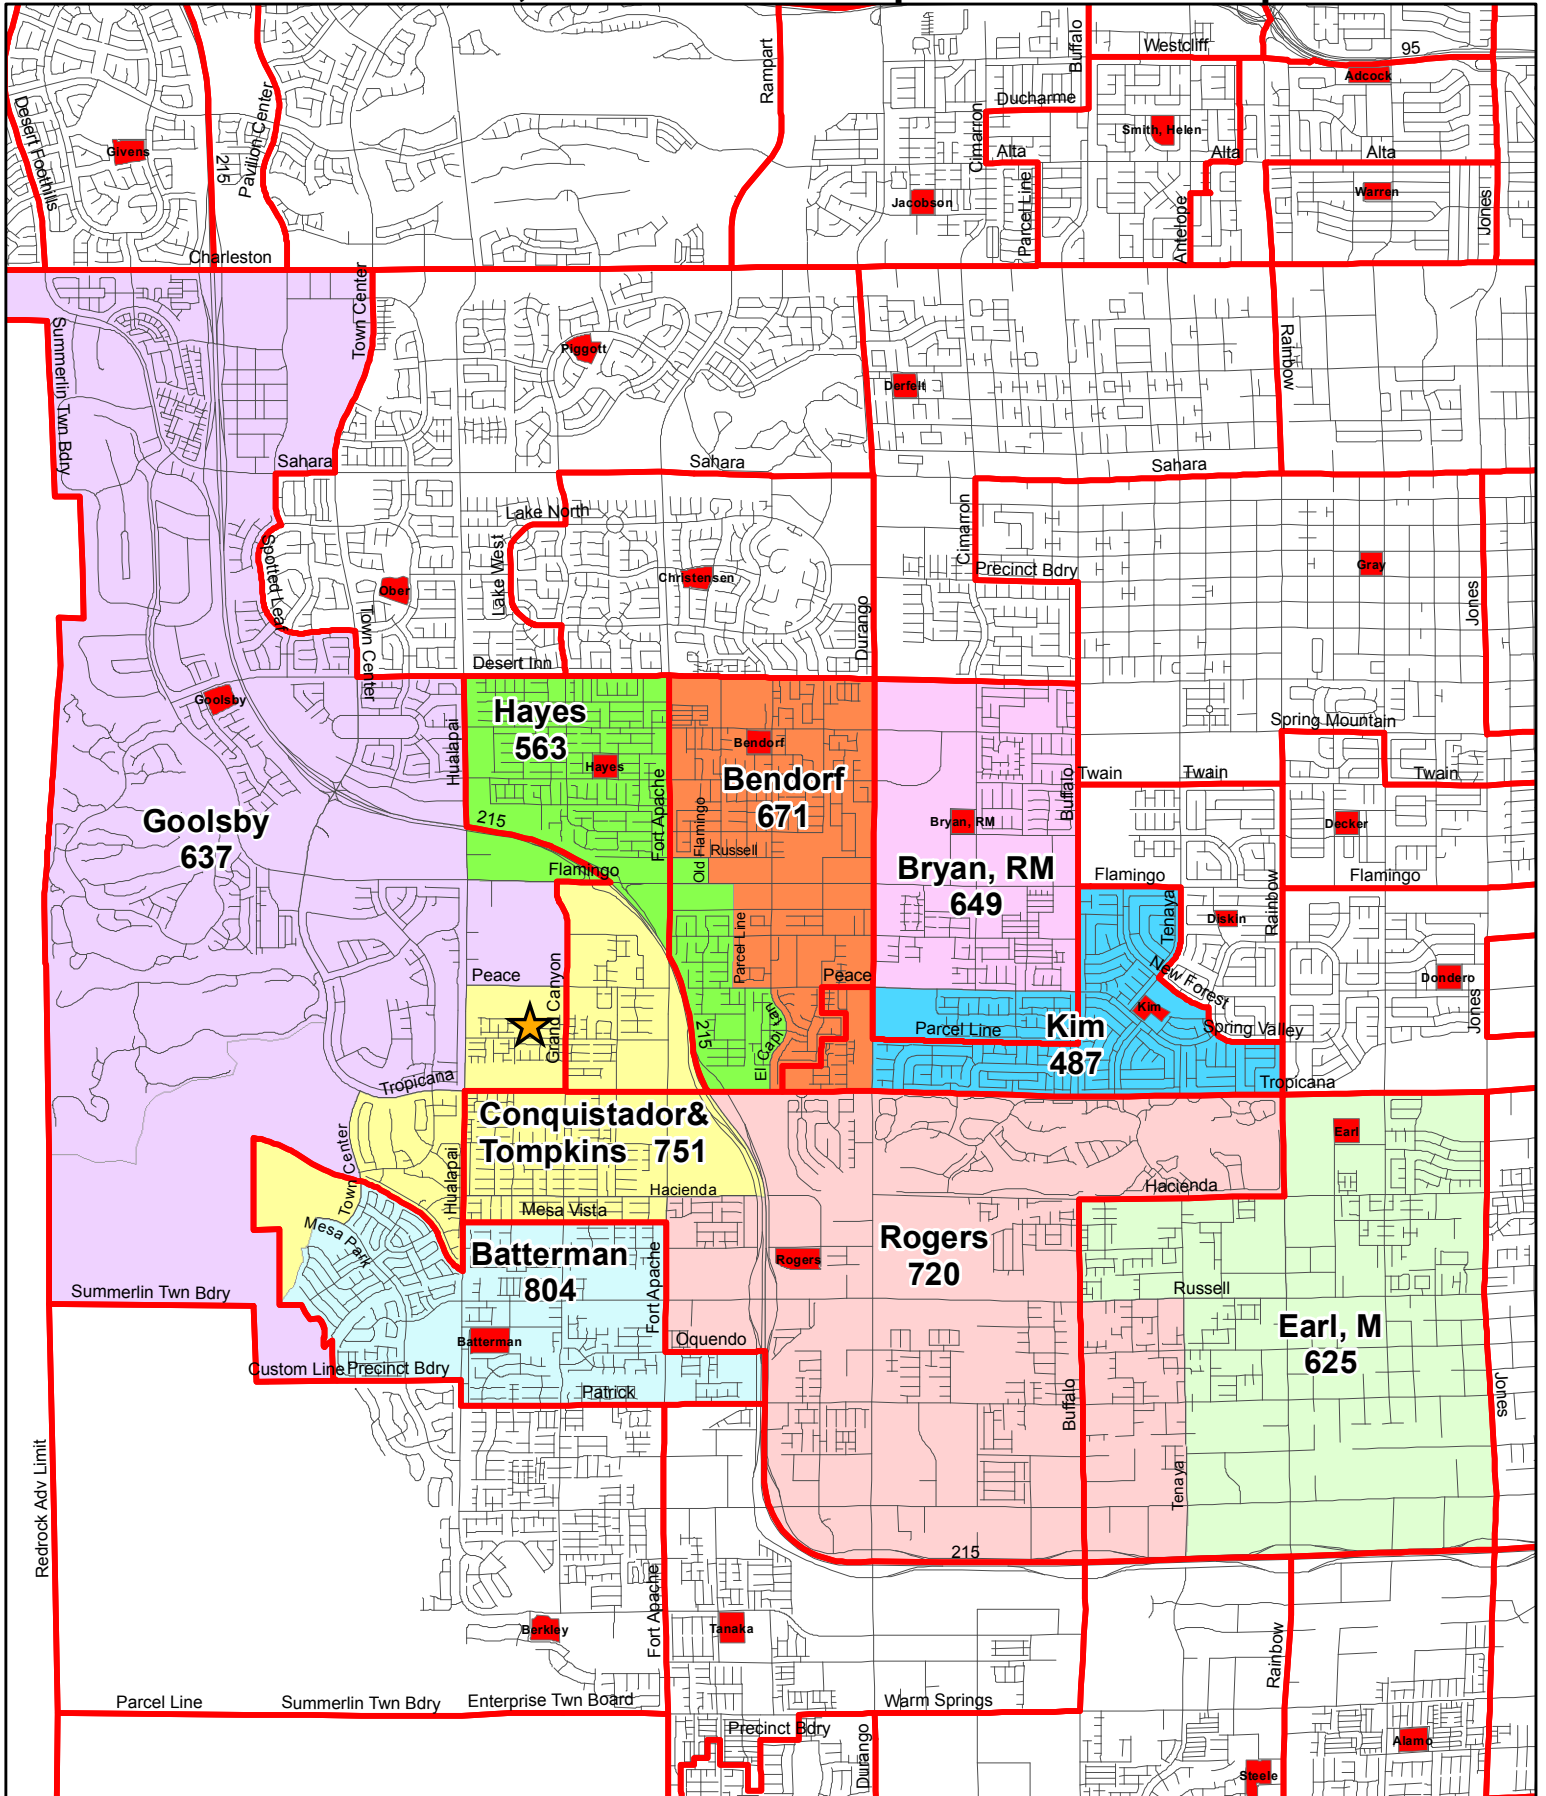 Westcliff
95
Buffalo
Rampart
Adcock
Ducharme
Desert Foothills
Pavilion Center
Cimarron
Smith, Helen
Givens
215
Alta
Alta
Alta
Jacobson
Parcel Line
Antelope
Warren
Jones
Charleston
Town Center
Summerlin Twn Bdry
Piggott
Rainbow
Derfelt
Sahara
Sahara
Sahara
Lake North
Spotted Leaf
Lake West
Cimarron
Christensen
Precinct Bdry
Gray
Ober
Town Center
Durango
Jones
Desert Inn
Goolsby
Hualapai
Hayes
563
Hayes
Fort Apache
Bendorf
Bendorf
671
Old Flamingo
Russell
Spring Mountain
Twain
Twain
Twain
Buffalo
Bryan, RM
Bryan, RM
649
Decker
Goolsby
637
215
Flamingo
Flamingo
Flamingo
Tenaya
Diskin
Rainbow
Parcel Line
Peace
Peace
Grand Canyon
New Forest
Dondero
Kim
Jones
215
El Capitan
Parcel Line
Kim
487
Spring Valley
Tropicana
Tropicana
Conquistador&
Tompkins 751
Earl
Town Center
Hualapai
Hacienda
Hacienda
Mesa Vista
Mesa Park
Batterman
804
Fort Apache
Rogers
Rogers
720
Russell
Summerlin Twn Bdry
Earl, M
625
Batterman
Oquendo
Custom Line
Precinct Bdry
Patrick
Buffalo
Jones
Redrock Adv Limit
Tenaya
215
Fort Apache
Berkley
Tanaka
Rainbow
Parcel Line
Summerlin Twn Bdry
Enterprise Twn Board
Warm Springs
Precinct Bdry
Durango
Alamo
Steele